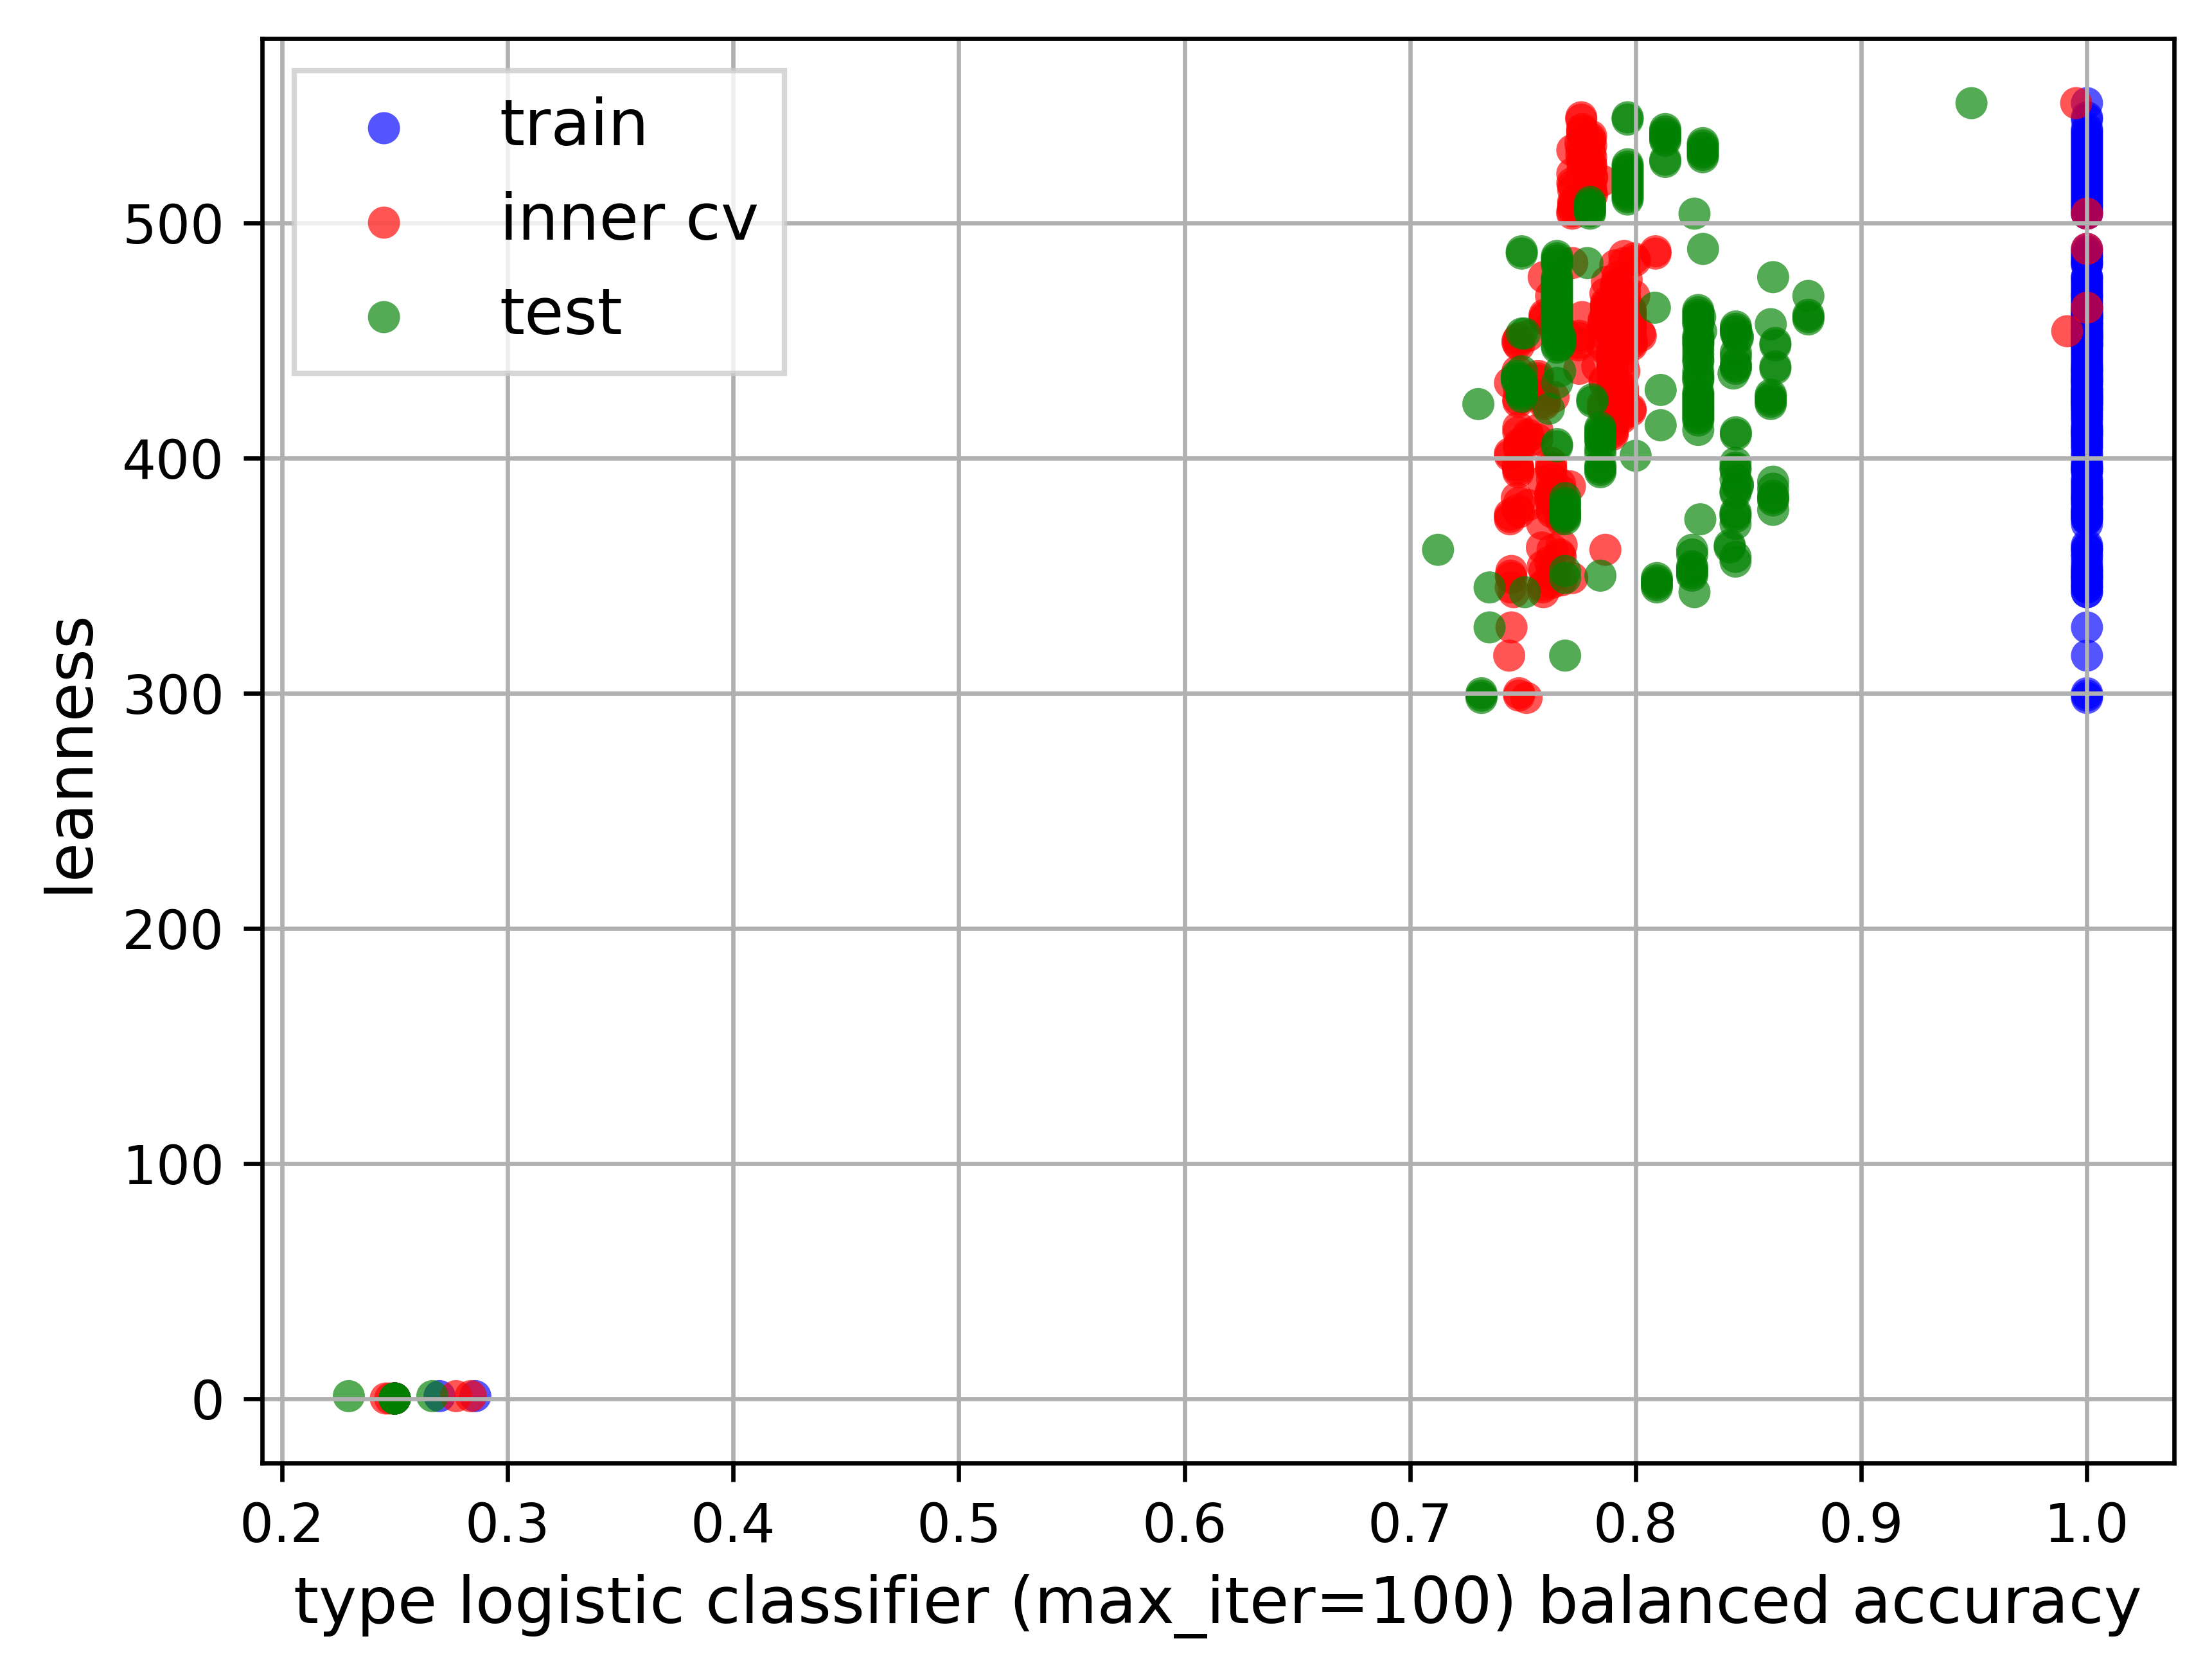 train
inner cv
test
500
400
300
200
100
0
leanness
0.2 0.3 0.4 0.5 0.6 0.7 0.8 0.9 1.0
type logistic classifier (max_iter=100) balanced accuracy